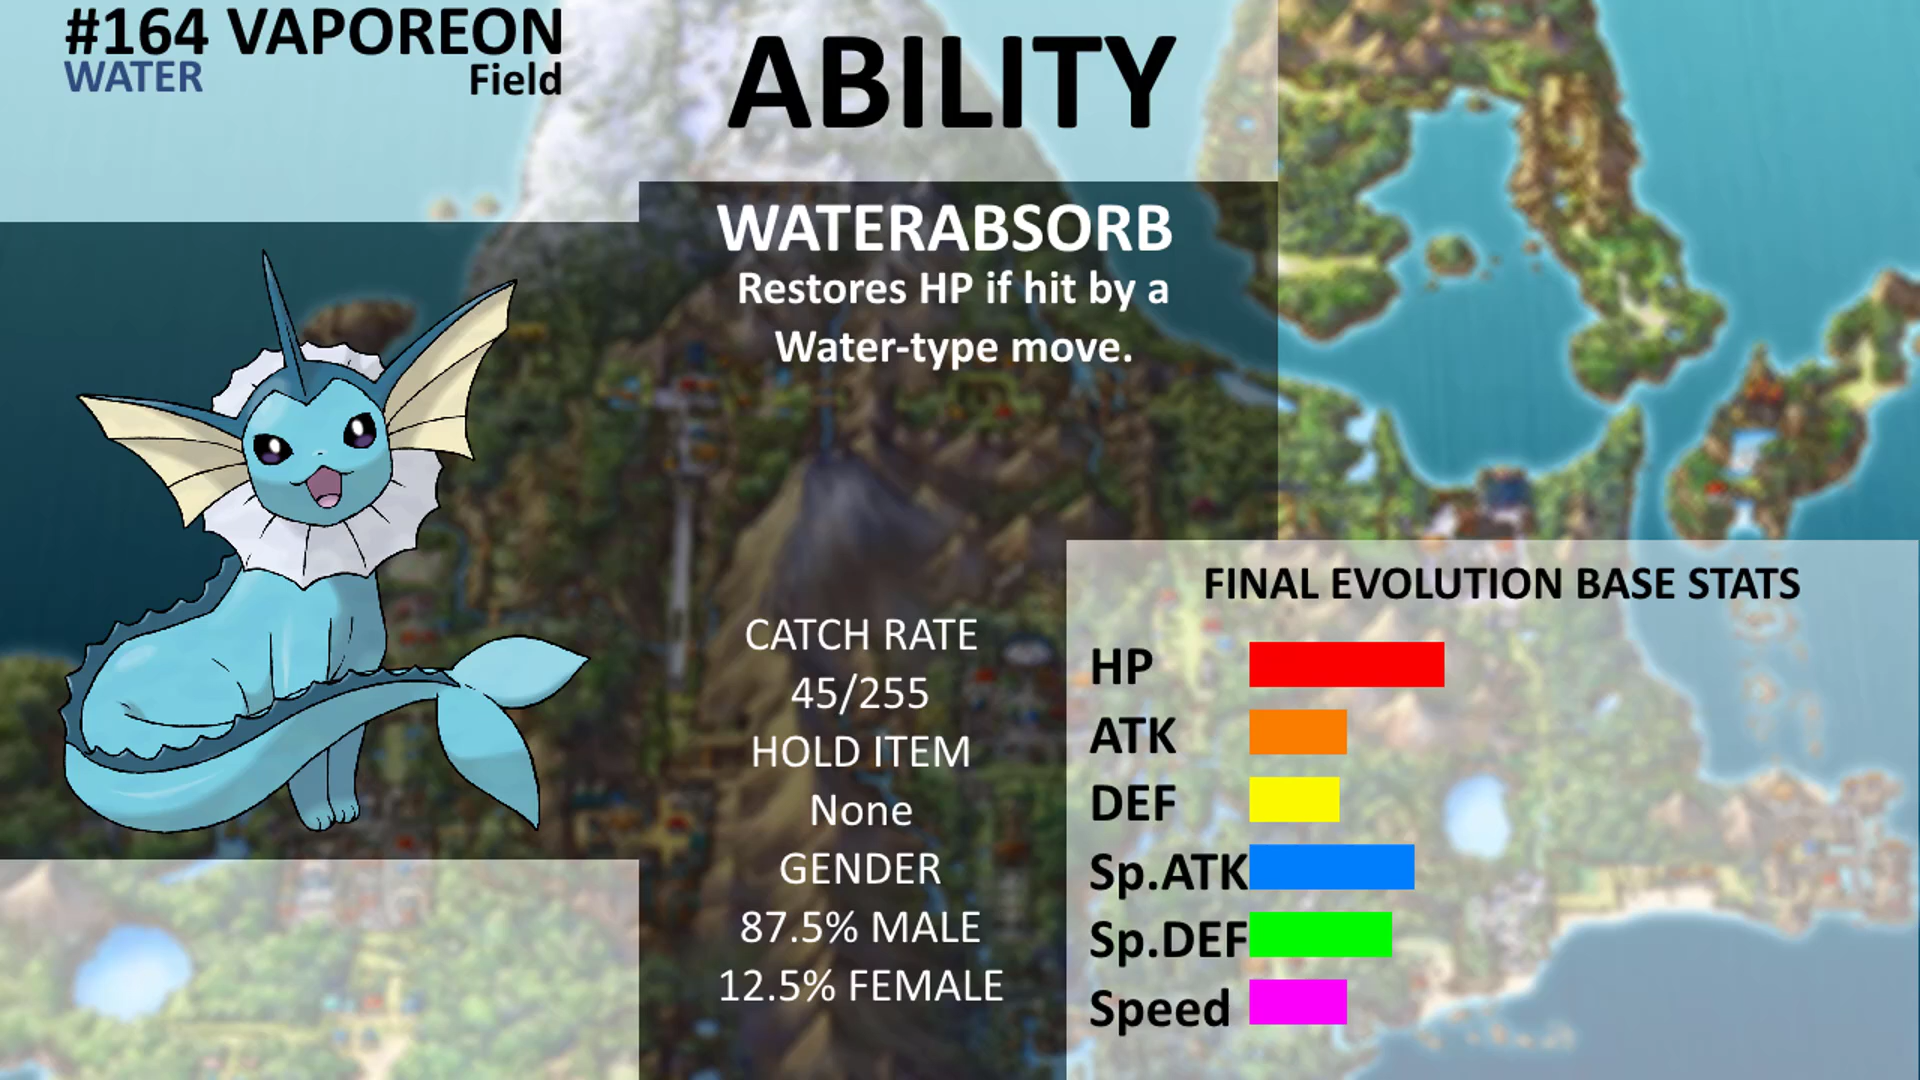 #164 VAPOREON
WATER
Field
ABILITY
WATERABSORB
Restores HP if hit by a
Water-type move.
CATCH RATE
45/255
HOLD ITEM
None
GENDER
87.5% MALE
12.5% FEMALE
FINAL EVOLUTION BASE STATS
HP
ATK
DEF
Sp.ATK
Sp.DEF
Speed